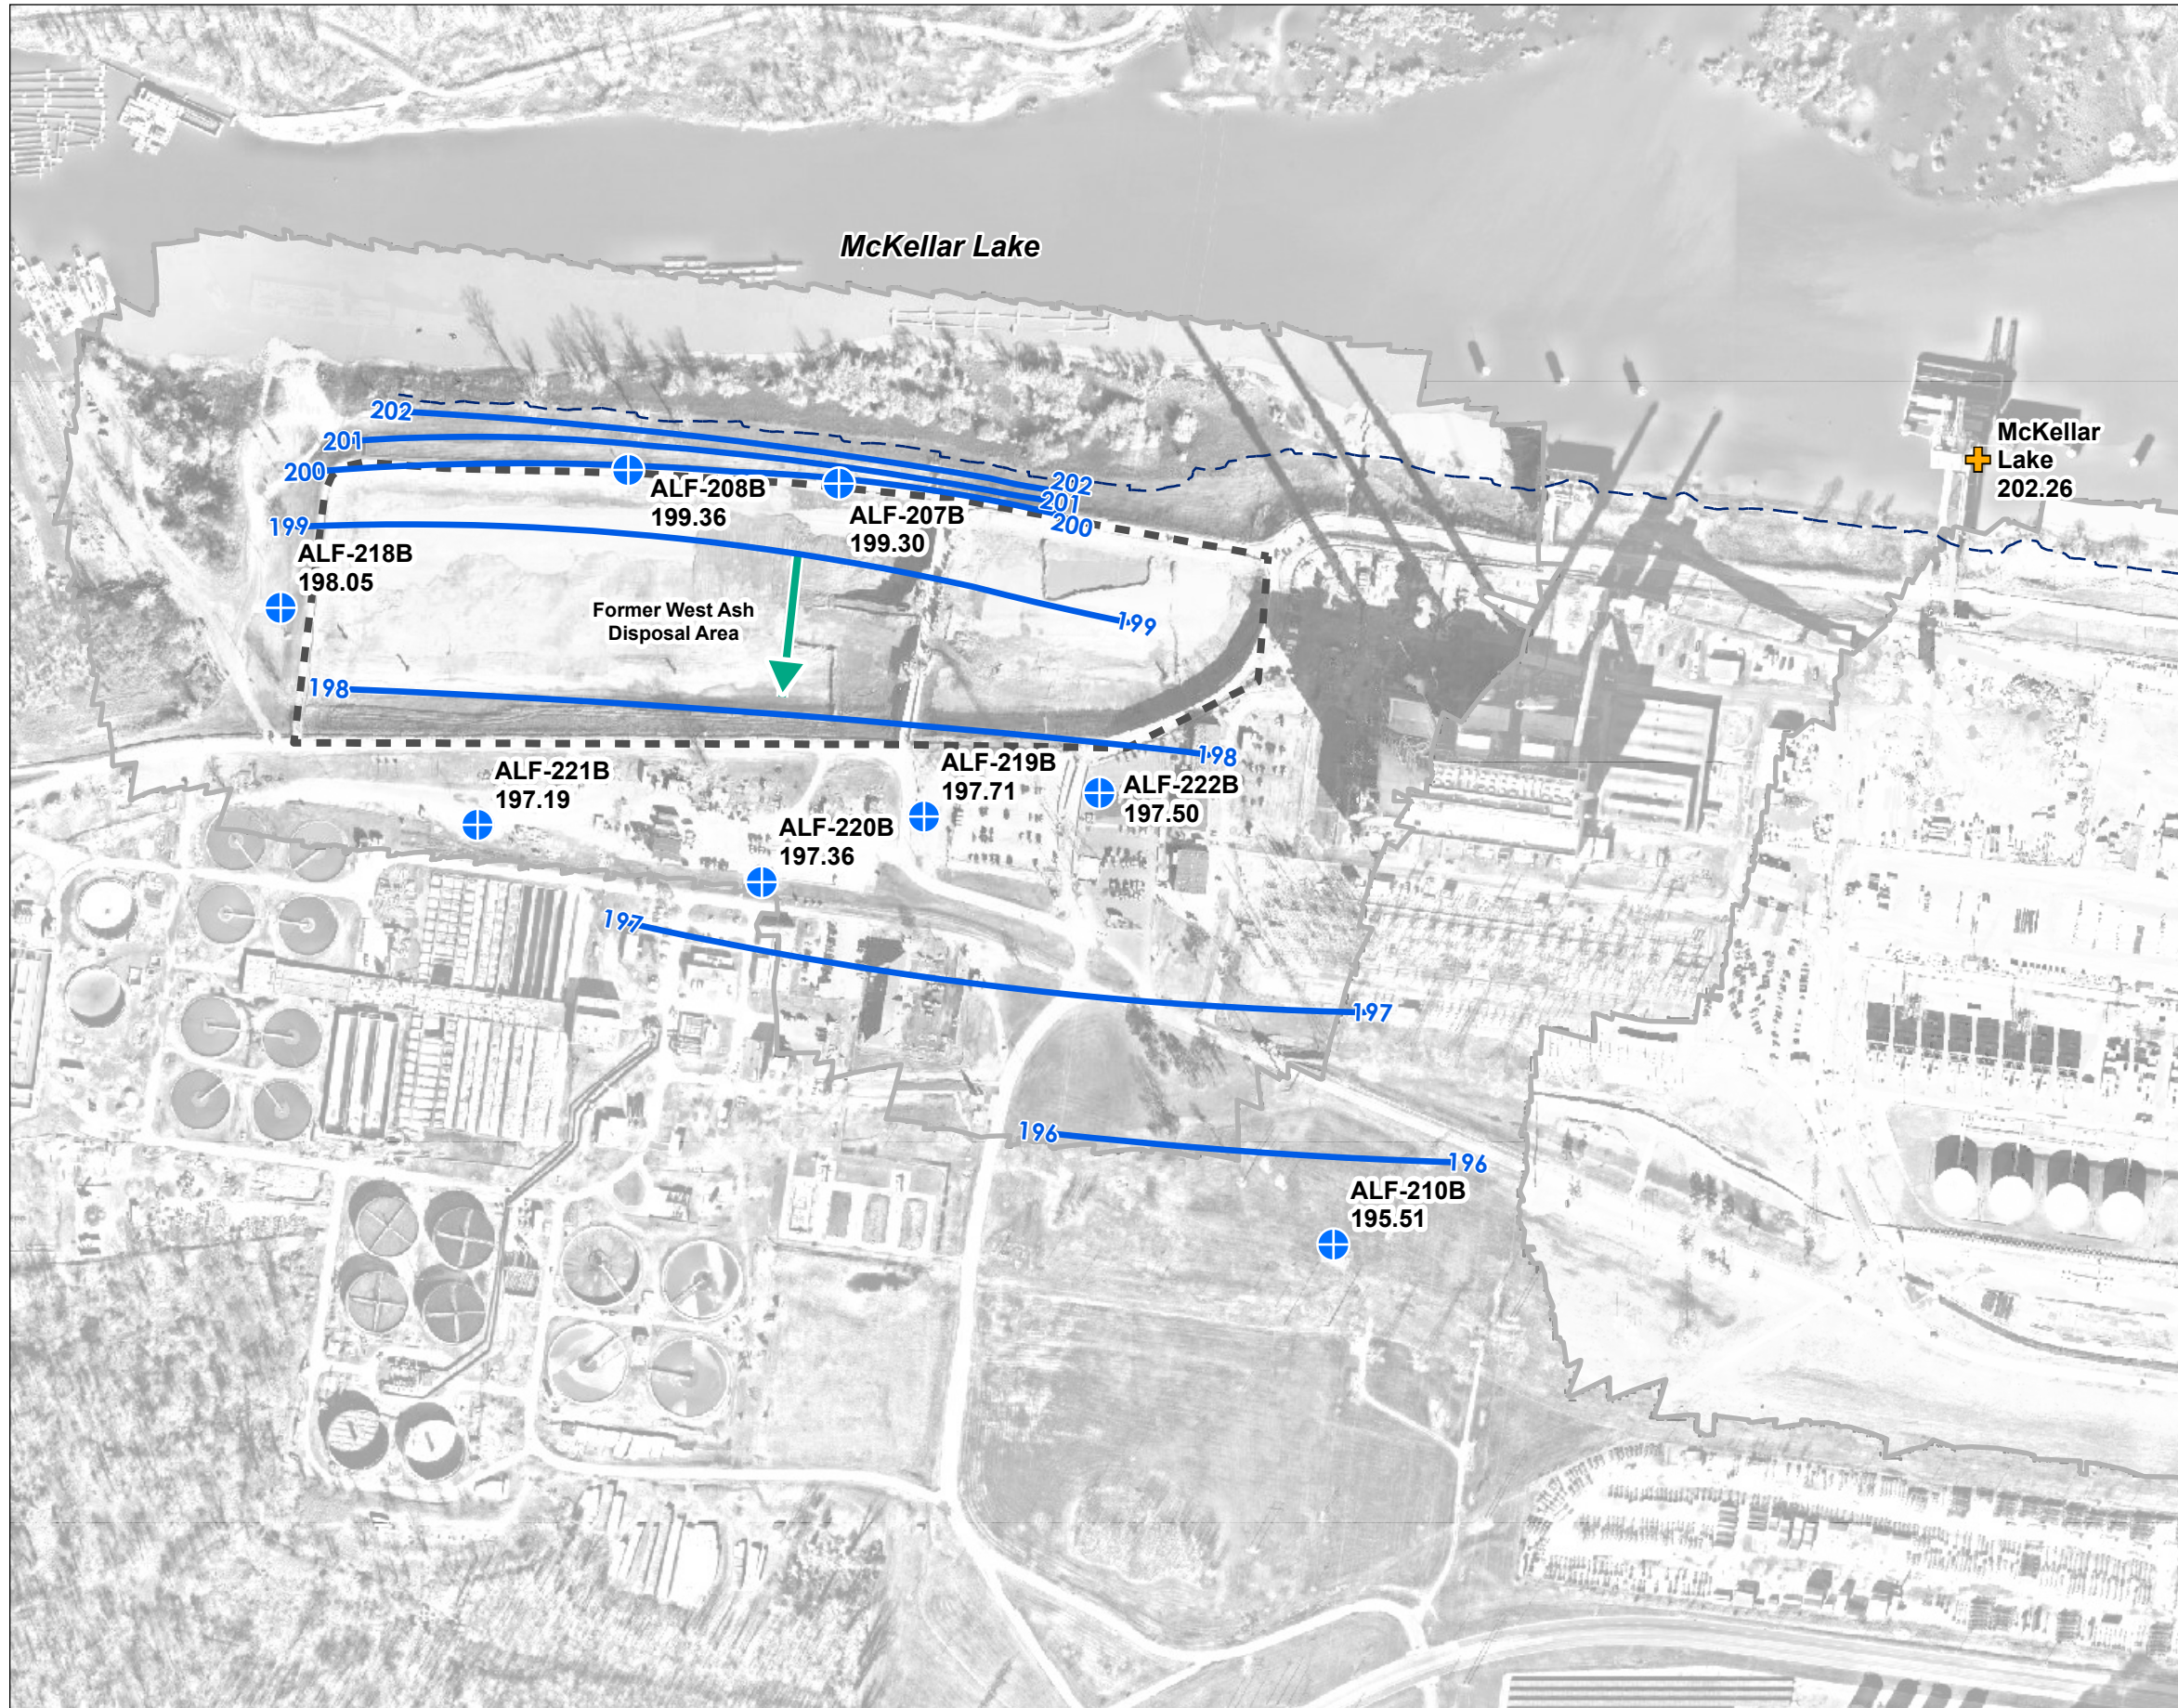 McKellar Lake
McKellar
Lake
202.26
202
201
200
202
201
200
ALF-208B
199.36
ALF-207B
199.30
199
ALF-218B
198.05
Former West Ash
Disposal Area
199
198
198
ALF-221B
197.19
ALF-219B
197.71
ALF-222B
197.50
ALF-220B
197.36
197
197
196
196
ALF-210B
195.51